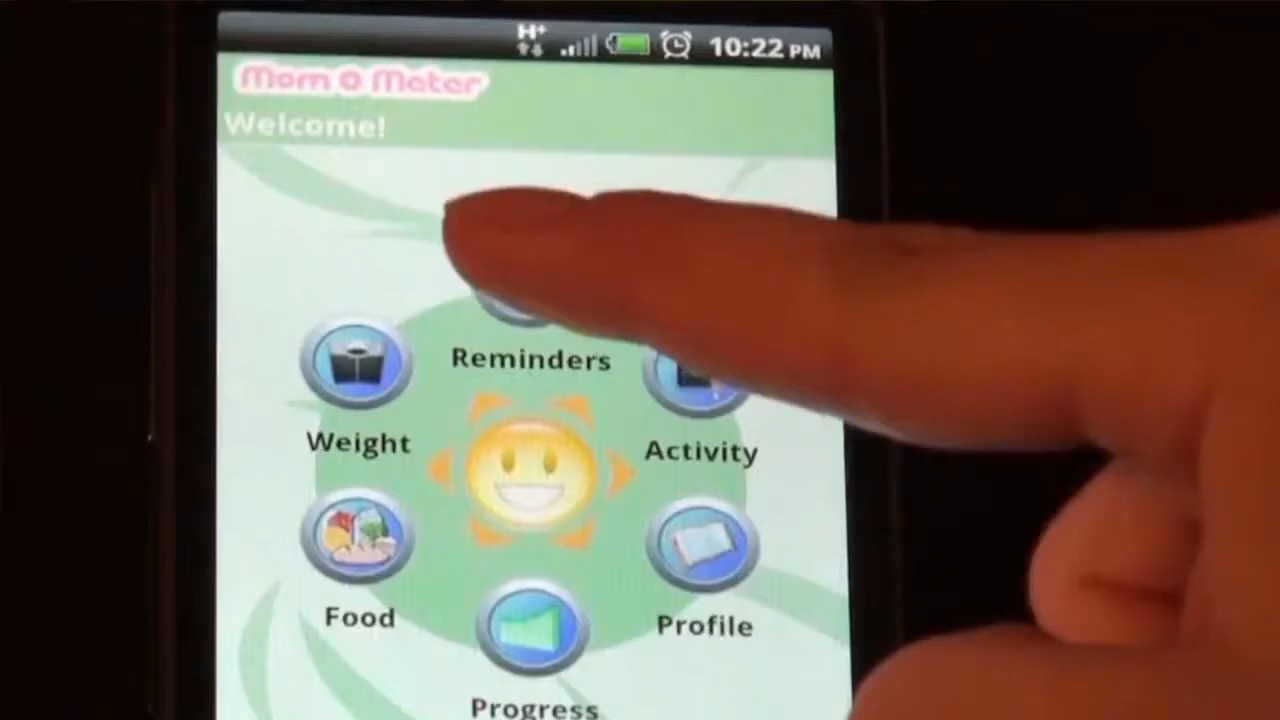 H+
10:22 PM
Mom O Meter
Welcome!
Reminders
Weight
Activity
Food
Profile
Progress